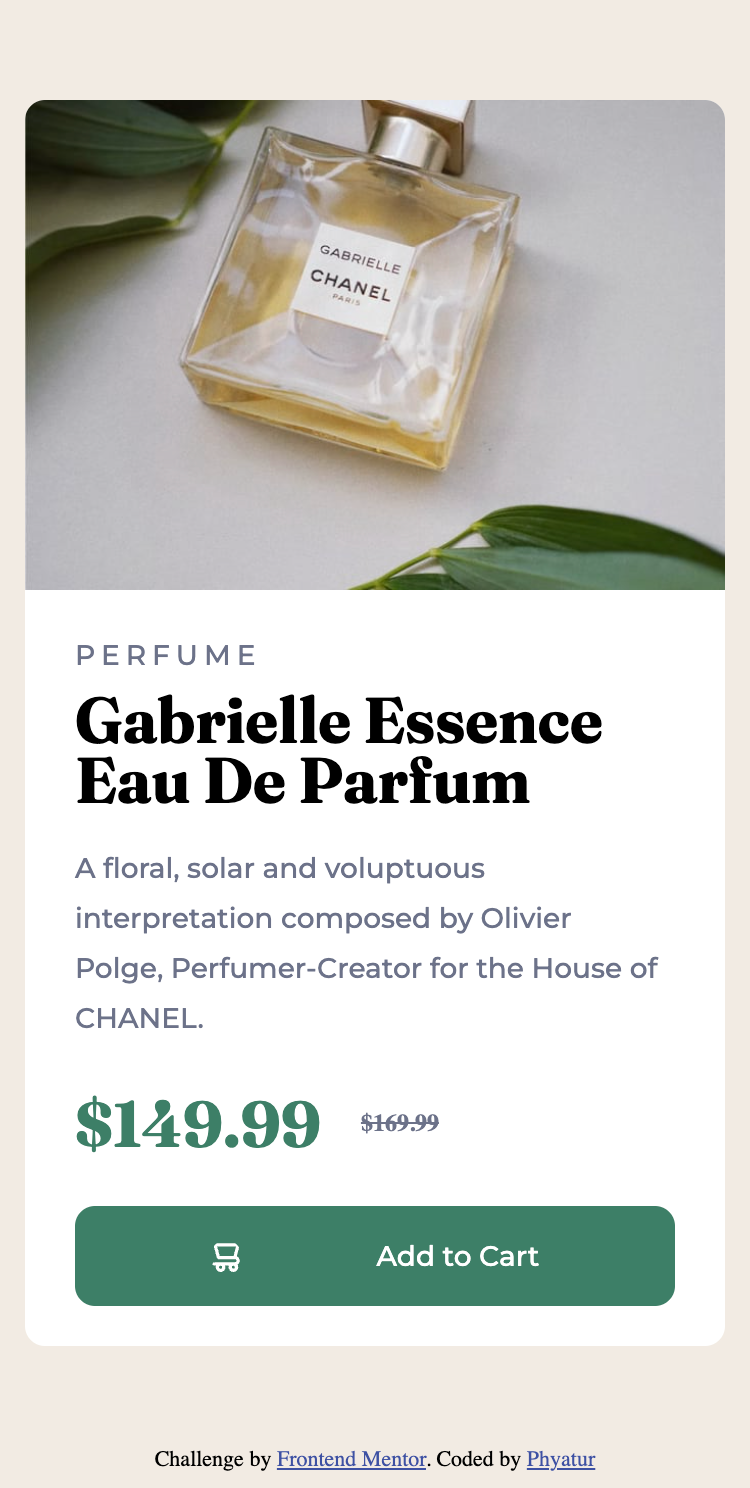 GABRIELLE
CHANEL
PARIS
PERFUME
Gabrielle Essence
Eau De Parfum
A floral, solar and voluptuous
interpretation composed by Olivier
Polge, Perfumer-Creator for the House of
CHANEL.
$149.99 $169.99
Add to Cart
Challenge by Frontend Mentor. Coded by Phyatur